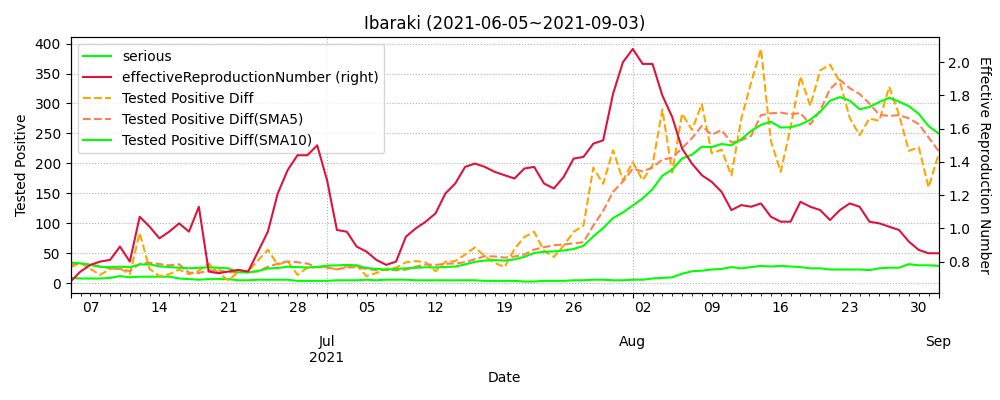 Ibaraki (2021-06-05~2021-09-03)
serious
effectiveReproductionNumber (right)
Tested Positive Diff
Tested Positive Diff(SMA5)
Tested Positive Diff(SMA10)
Tested Positive
400
350
300
250
200
150
100
50
0
2.0
1.8
1.6
1.4
1.2
1.0
0.8
Effective Reproduction Number
07 14 21 28 05 12 19 26 02 09 16 23 30
Jul Aug Sep
2021
Date